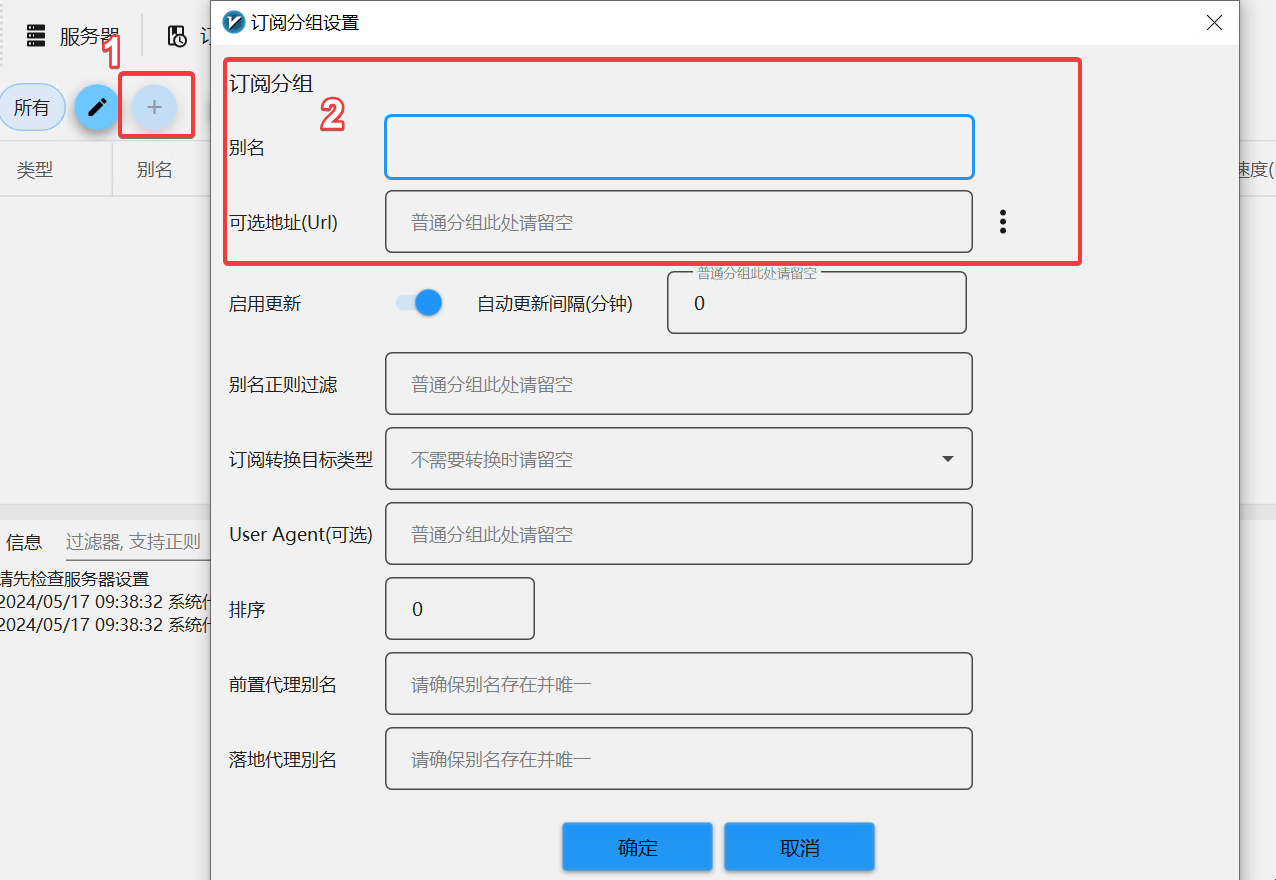 订阅分组设置
服务器
1
所有
类型
别名
订阅分组
2
别名
可选地址(Url)
普通分组此处请留空
启用更新
自动更新间隔(分钟)
普通分组此处请留空
0
别名正则过滤
普通分组此处请留空
订阅转换目标类型
不需要转换时请留空
User Agent(可选)
普通分组此处请留空
排序
0
前置代理别名
请确保别名存在并唯一
落地代理别名
请确保别名存在并唯一
确定
取消
速度(
信息
过滤器, 支持正则
请先检查服务器设置
2024/05/17 09:38:32 系统
2024/05/17 09:38:32 系统